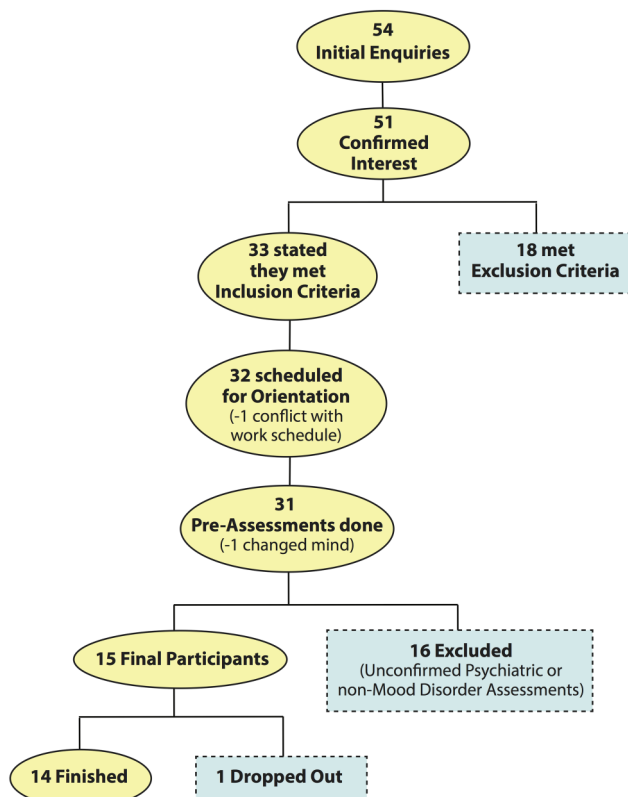 54
Initial Enquiries
51
Confirmed
Interest
33 stated
they met
Inclusion Criteria
18 met
Exclusion Criteria
32 scheduled
for Orientation
(-1 conflict with
work schedule)
31
Pre-Assessments done
(-1 changed mind)
15 Final Participants
16 Excluded
(Unconfirmed Psychiatric or
non-Mood Disorder Assessments)
14 Finished
1 Dropped Out